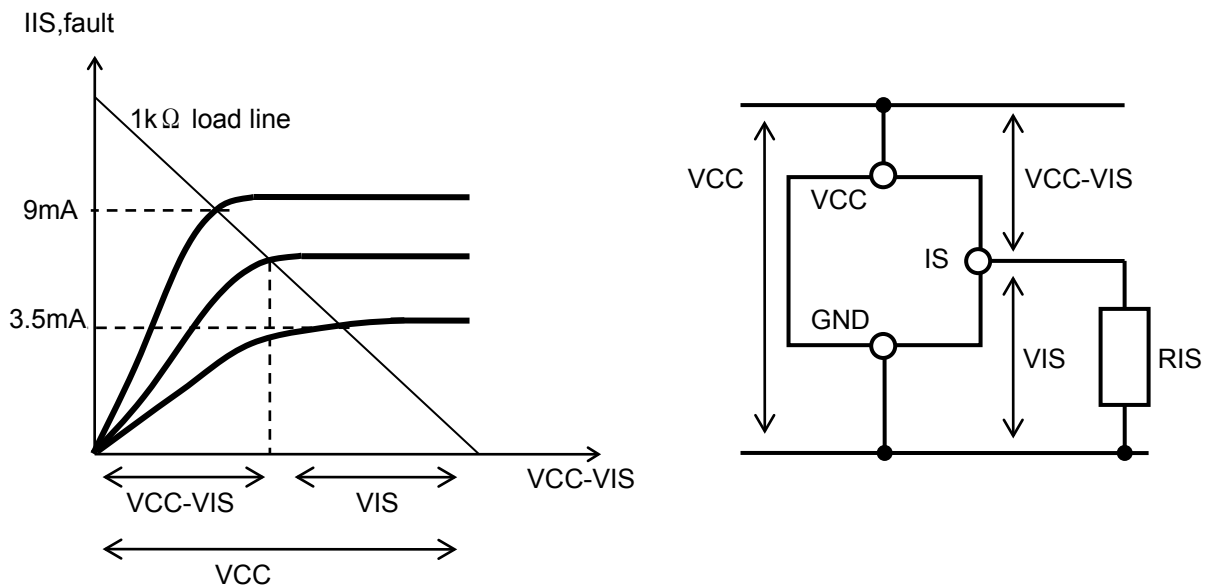 IIS,fault
1kΩ load line
9mA
3.5mA
VCC-VIS
VCC-VIS
VIS
VCC
VCC
VCC
VCC-VIS
IS
GND
VIS
RIS